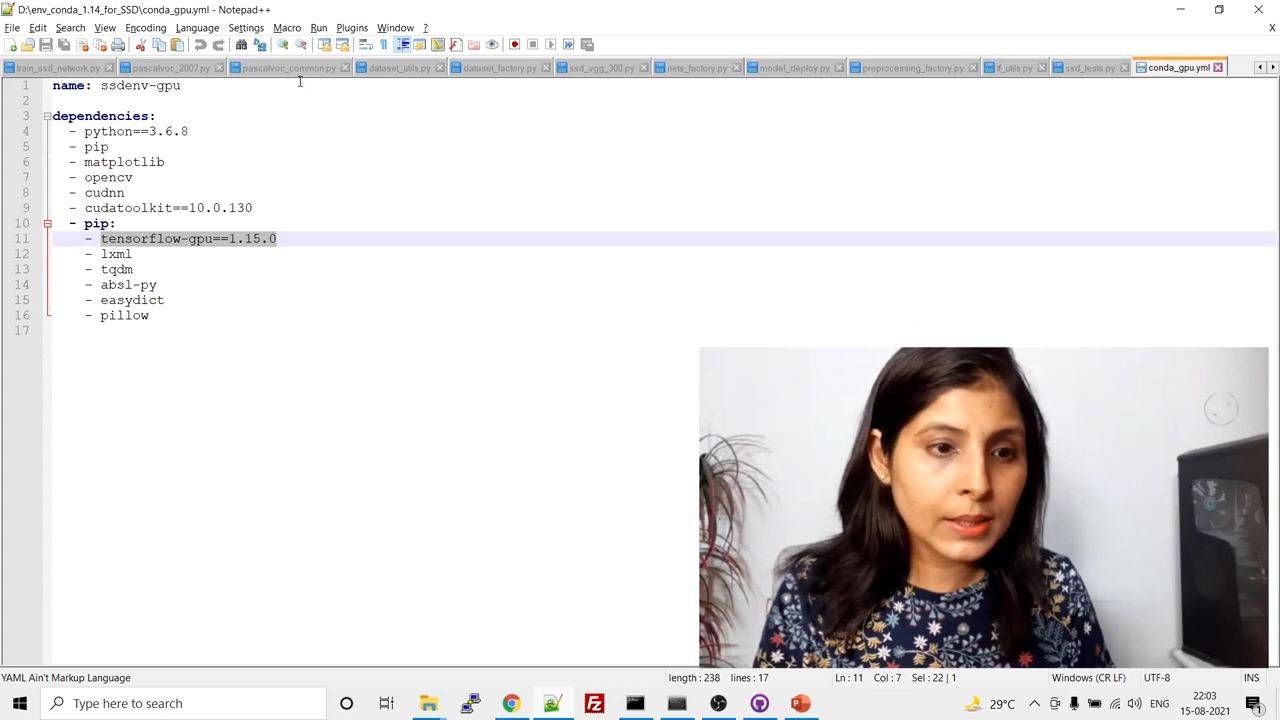 D:\env_conda_1.14_for_SSD\conda_gpu.yml - Notepad++
File Edit Search View Encoding Language Settings Macro Run Plugins Window ?
X
train_ssd_network.py pascalvoc_2007.py pascalvoc_common.py dataset_utils.py dataset_factory.py ssd_vgg_300.py nets_factory.py model_deploy.py preprocessing_factory.py tf_utils.py ssd_tests.py conda_gpu.yml
1 name: ssdenv-gpu
2
3 dependencies:
4 - python==3.6.8
5 - pip
6 - matplotlib
7 - opencv
8 - cudnn
9 - cudatoolkit==10.0.130
10 - pip:
11 - tensorflow-gpu==1.15.0
12 - lxml
13 - tqdm
14 - absl-py
15 - easydict
16 - pillow
17
YAML Ain't Markup Language length : 238 lines : 17 Ln : 11 Col : 7 Sel : 22 | 1 Windows (CR LF) UTF-8 INS
Type here to search 29°C ENG 22:03
15-08-2021